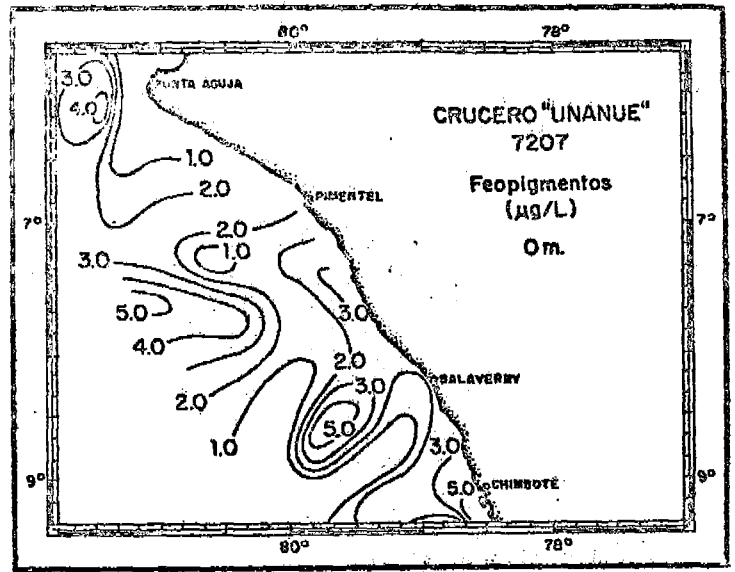 80° 78°
3.0
PUNTA AGUJA
4.0
CRUCERO "UNANUE"
7207
1.0
Feopigmentos
2.0
PIMENTEL
(µg/L)
7° 2.0 7°
1.0
0 m.
3.0
5.0
3.0
4.0
2.0
SALAVERRY
2.0
3.0
5.0
1.0
3.0
9° 9°
5.0
CHIMBOTE
80° 78°